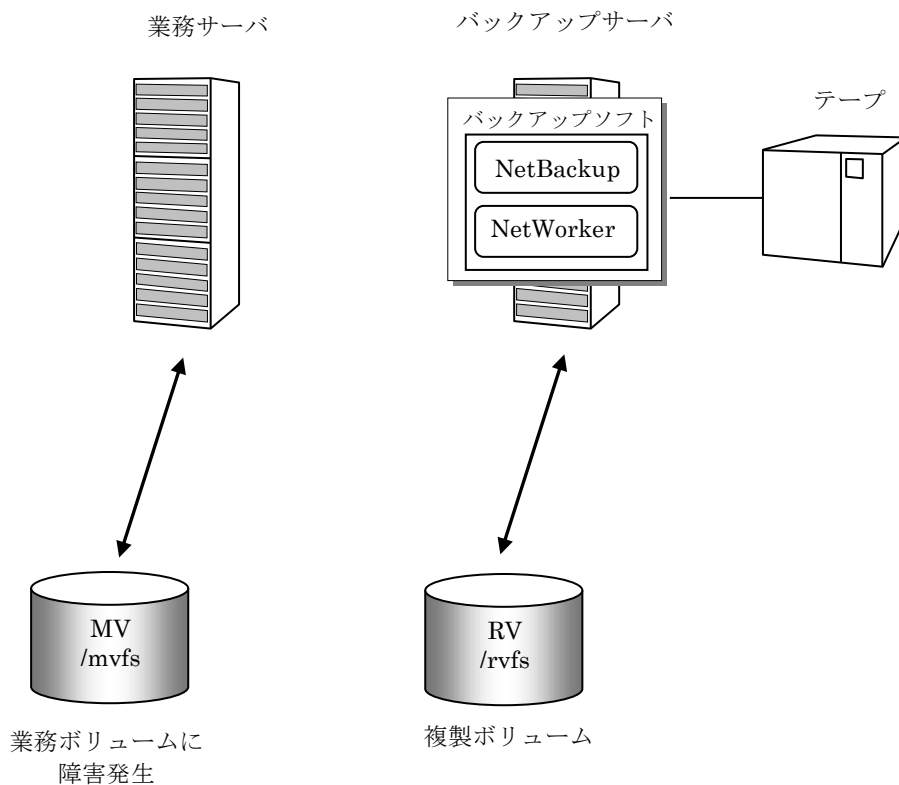 業務サーバ
バックアップサーバ
テープ
バックアップソフト
NetBackup
NetWorker
MV
/mvfs
RV
/rvfs
業務ボリュームに
障害発生
複製ボリューム